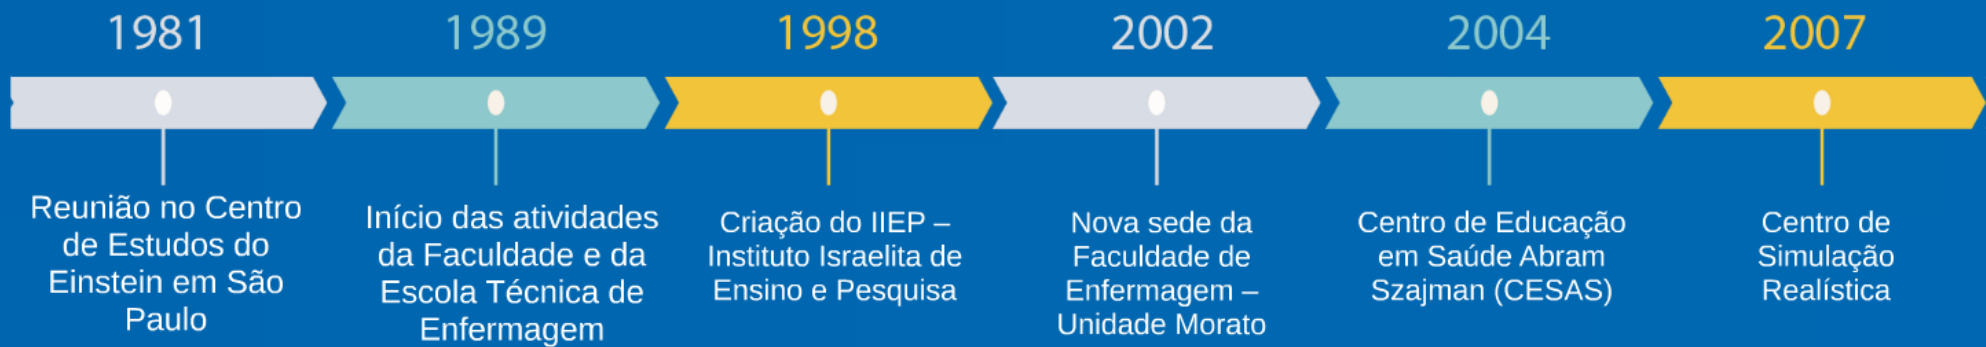 1981
Reunião no Centro
de Estudos do
Einstein em São
Paulo
1989
Início das atividades
da Faculdade e da
Escola Técnica de
Enfermagem
1998
Criação do IIEP –
Instituto Israelita de
Ensino e Pesquisa
2002
Nova sede da
Faculdade de
Enfermagem –
Unidade Morato
2004
Centro de Educação
em Saúde Abram
Szajman (CESAS)
2007
Centro de
Simulação
Realística